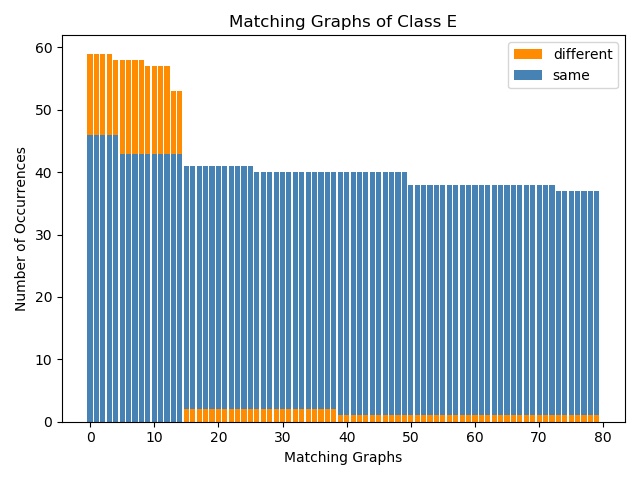 Matching Graphs of Class E
different
same
Number of Occurrences
60
50
40
30
20
10
0
0 10 20 30 40 50 60 70 80
Matching Graphs